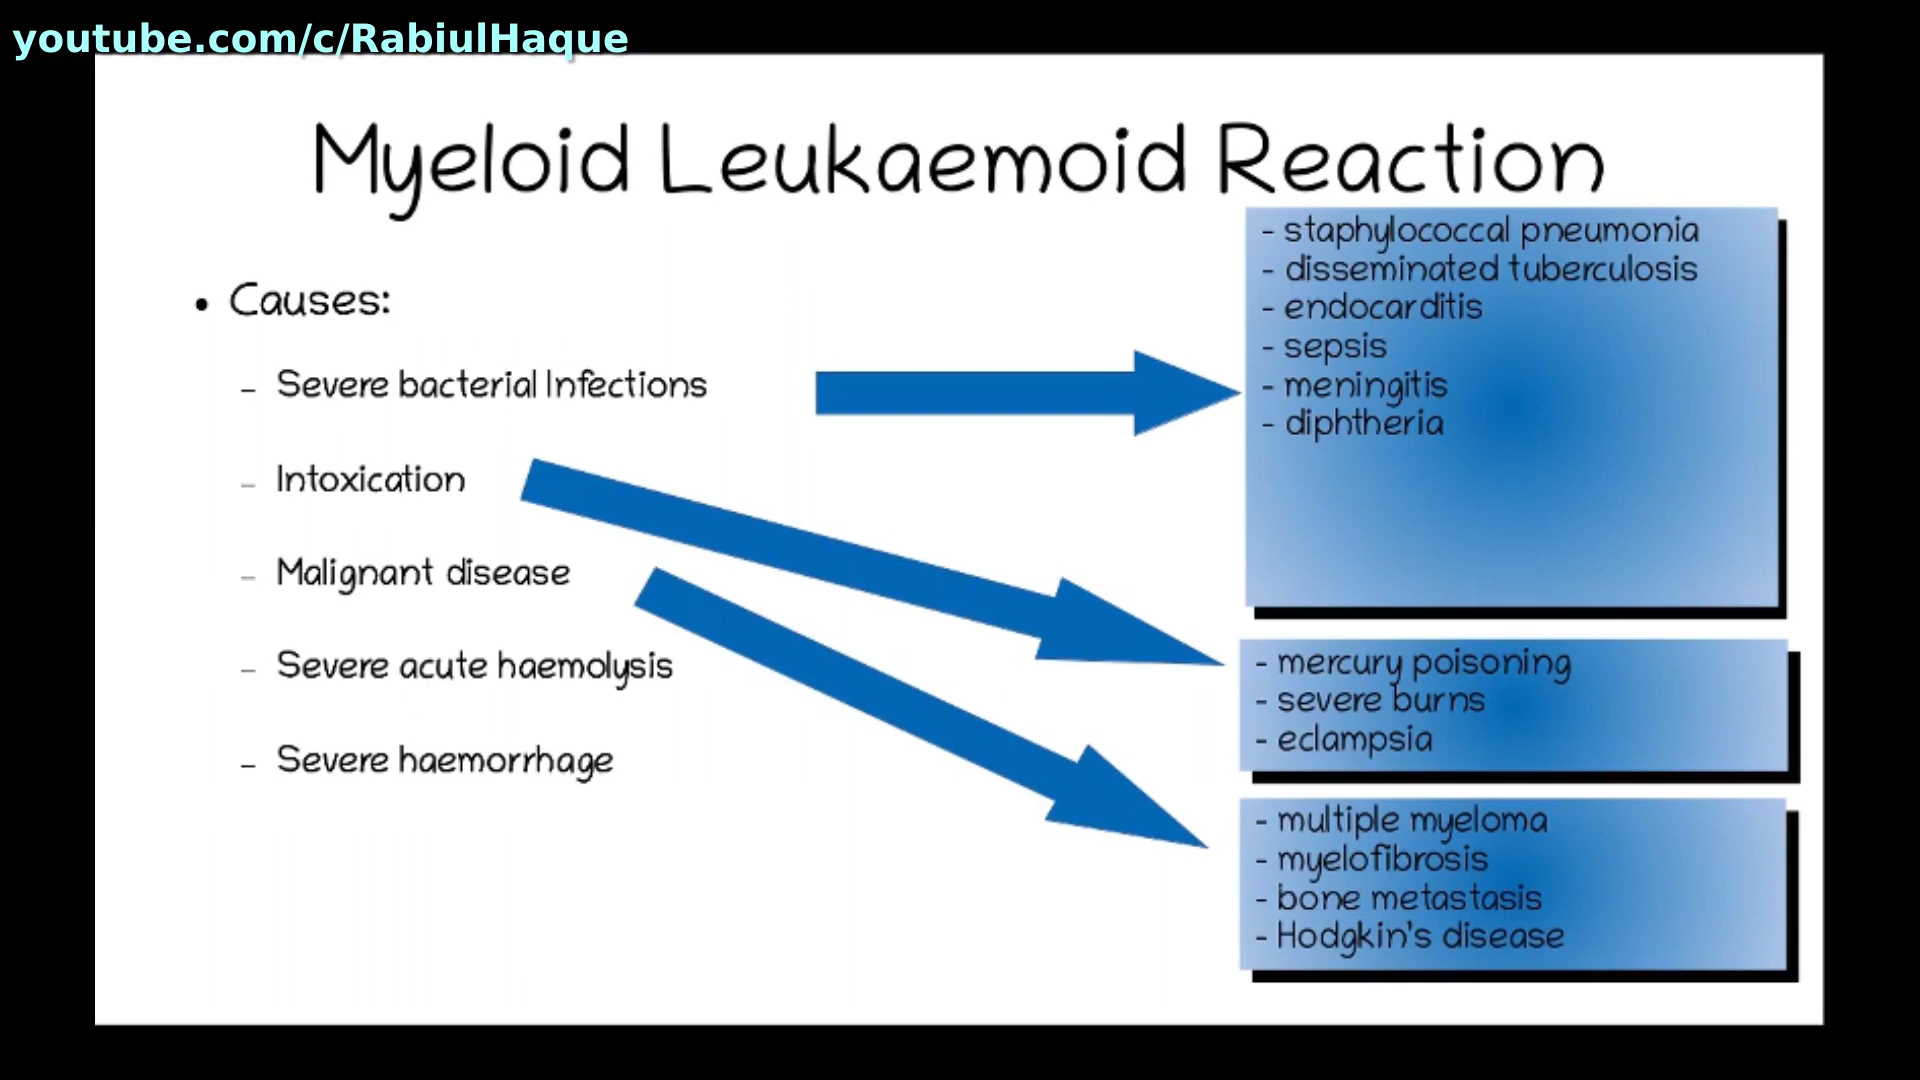 youtube.com/c/RabiulHaque
Myeloid Leukaemoid Reaction
• Causes:
– Severe bacterial Infections
– Intoxication
– Malignant disease
– Severe acute haemolysis
– Severe haemorrhage
- staphylococcal pneumonia
- disseminated tuberculosis
- endocarditis
- sepsis
- meningitis
- diphtheria
- mercury poisoning
- severe burns
- eclampsia
- multiple myeloma
- myelofibrosis
- bone metastasis
- Hodgkin's disease